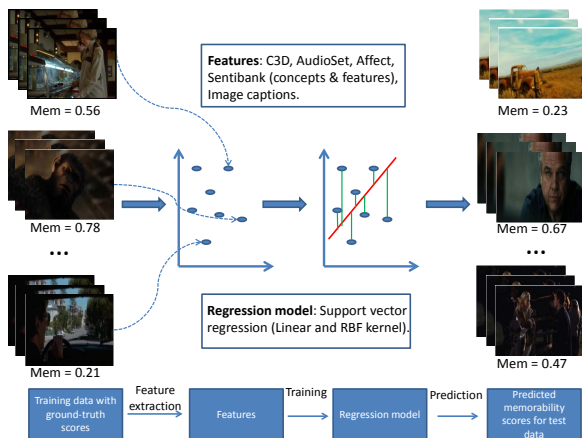 Features: C3D, AudioSet, Affect,
Sentibank (concepts & features),
Image captions.
Mem = 0.56
Mem = 0.23
Mem = 0.78
Mem = 0.67
...
...
Regression model: Support vector
regression (Linear and RBF kernel).
Mem = 0.21
Mem = 0.47
Training data with
ground-truth
scores
Feature
extraction
Features
Training
Regression model
Prediction
Predicted
memorability
scores for test
data